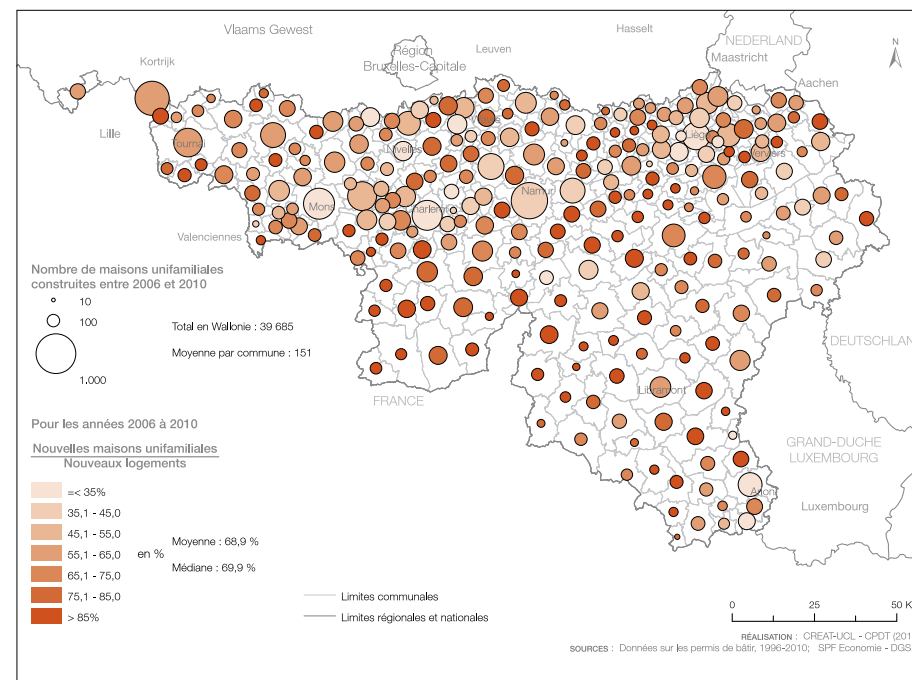 Vlaams Gewest
Hasselt
Leuven
NEDERLAND
Maastricht
N
Région
Bruxelles-Capitale
Kortrijk
Aachen
Lille
Tournai
Nivelles
Liège
Verviers
Namur
Mons
Charleroi
Valenciennes
Nombre de maisons unifamiliales
construites entre 2006 et 2010
10
100
1.000
Total en Wallonie : 39 685
Moyenne par commune : 151
DEUTSCHLAN
FRANCE
Libramont
Pour les années 2006 à 2010
Nouvelles maisons unifamiliales
Nouveaux logements
GRAND-DUCHE
LUXEMBOURG
Arlon
Luxembourg
=< 35%
35,1 - 45,0
45,1 - 55,0
55,1 - 65,0
65,1 - 75,0
75,1 - 85,0
> 85%
en %
Moyenne : 68,9 %
Médiane : 69,9 %
Limites communales
Limites régionales et nationales
0 25 50 K
RÉALISATION : CREAT-UCL - CPDT (201
SOURCES : Données sur les permis de bâtir, 1996-2010; SPF Economie - DGS